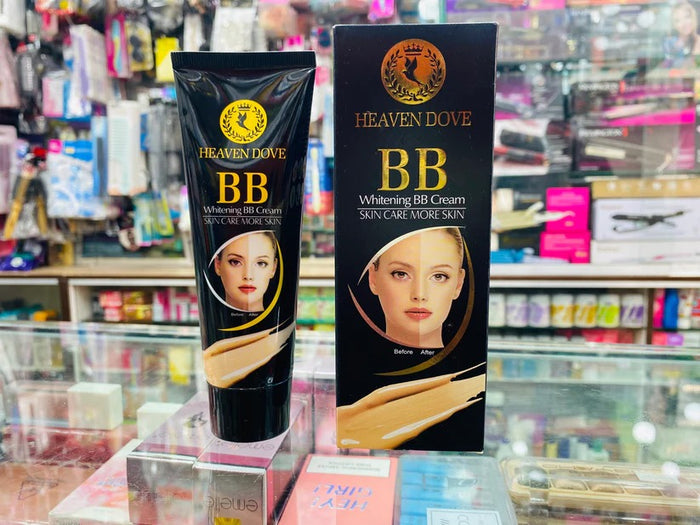 HEAVEN DOVE
BB
Whitening BB Cream
SKIN CARE MORE SKIN
Before After
HEAVEN DOVE
BB
Whitening BB Cream
SKIN CARE MORE SKIN
Before After
emelie
HEY!
GIRL!